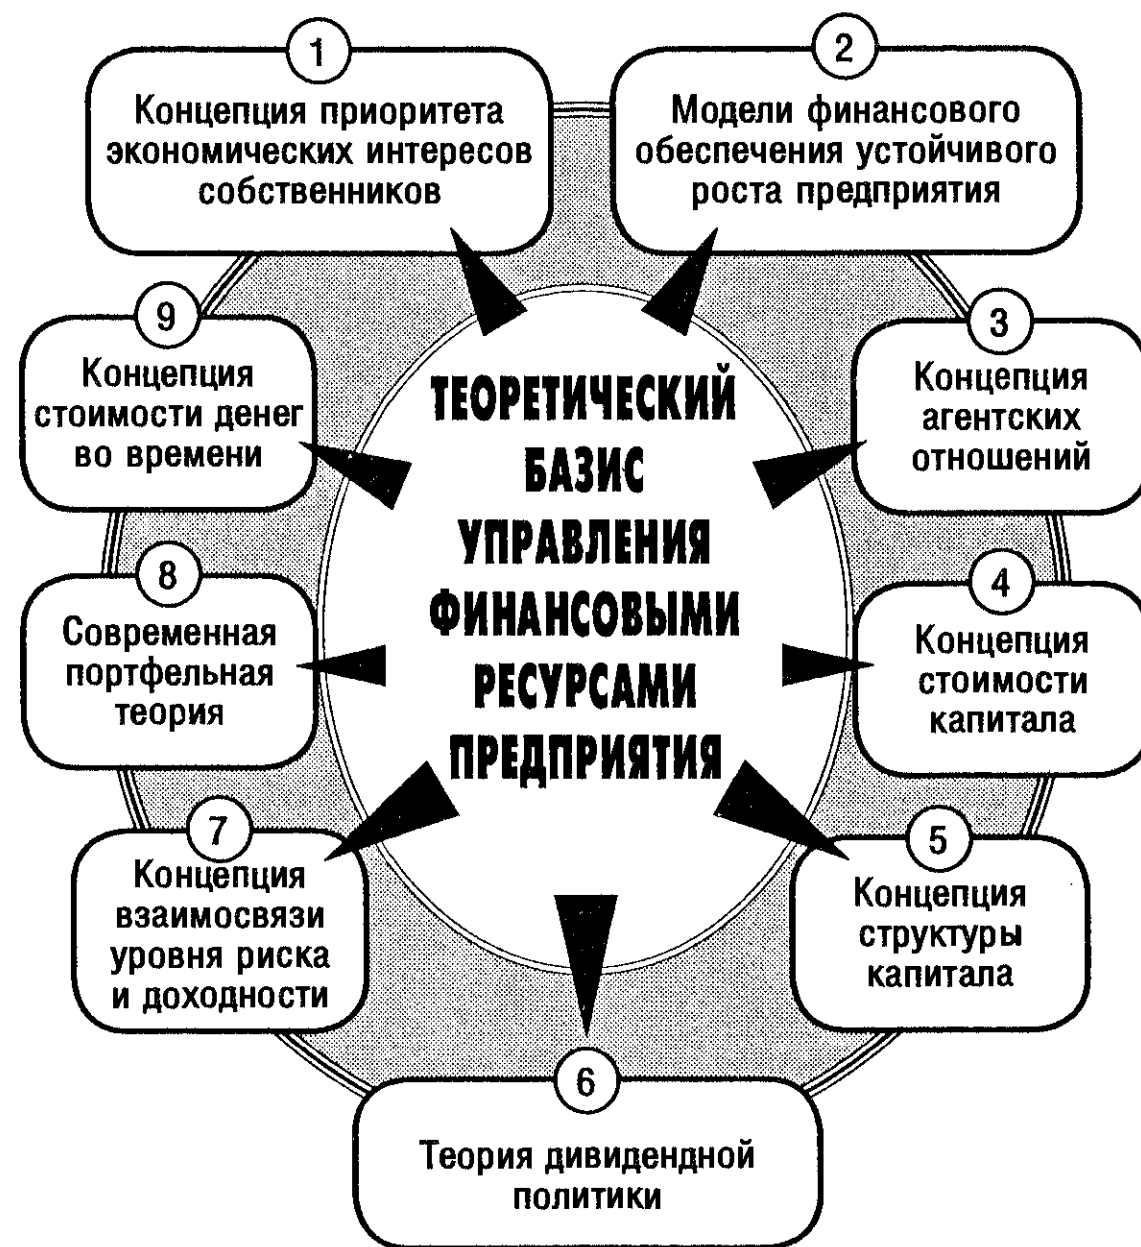 1
Концепция приоритета
экономических интересов
собственников
2
Модели финансового
обеспечения устойчивого
роста предприятия
3
Концепция
агентских
отношений
4
Концепция
стоимости
капитала
5
Концепция
структуры
капитала
6
Теория дивидендной
политики
7
Концепция
взаимосвязи
уровня риска
и доходности
8
Современная
портфельная
теория
9
Концепция
стоимости денег
во времени
ТЕОРЕТИЧЕСКИЙ
БАЗИС
УПРАВЛЕНИЯ
ФИНАНСОВЫМИ
РЕСУРСАМИ
ПРЕДПРИЯТИЯ